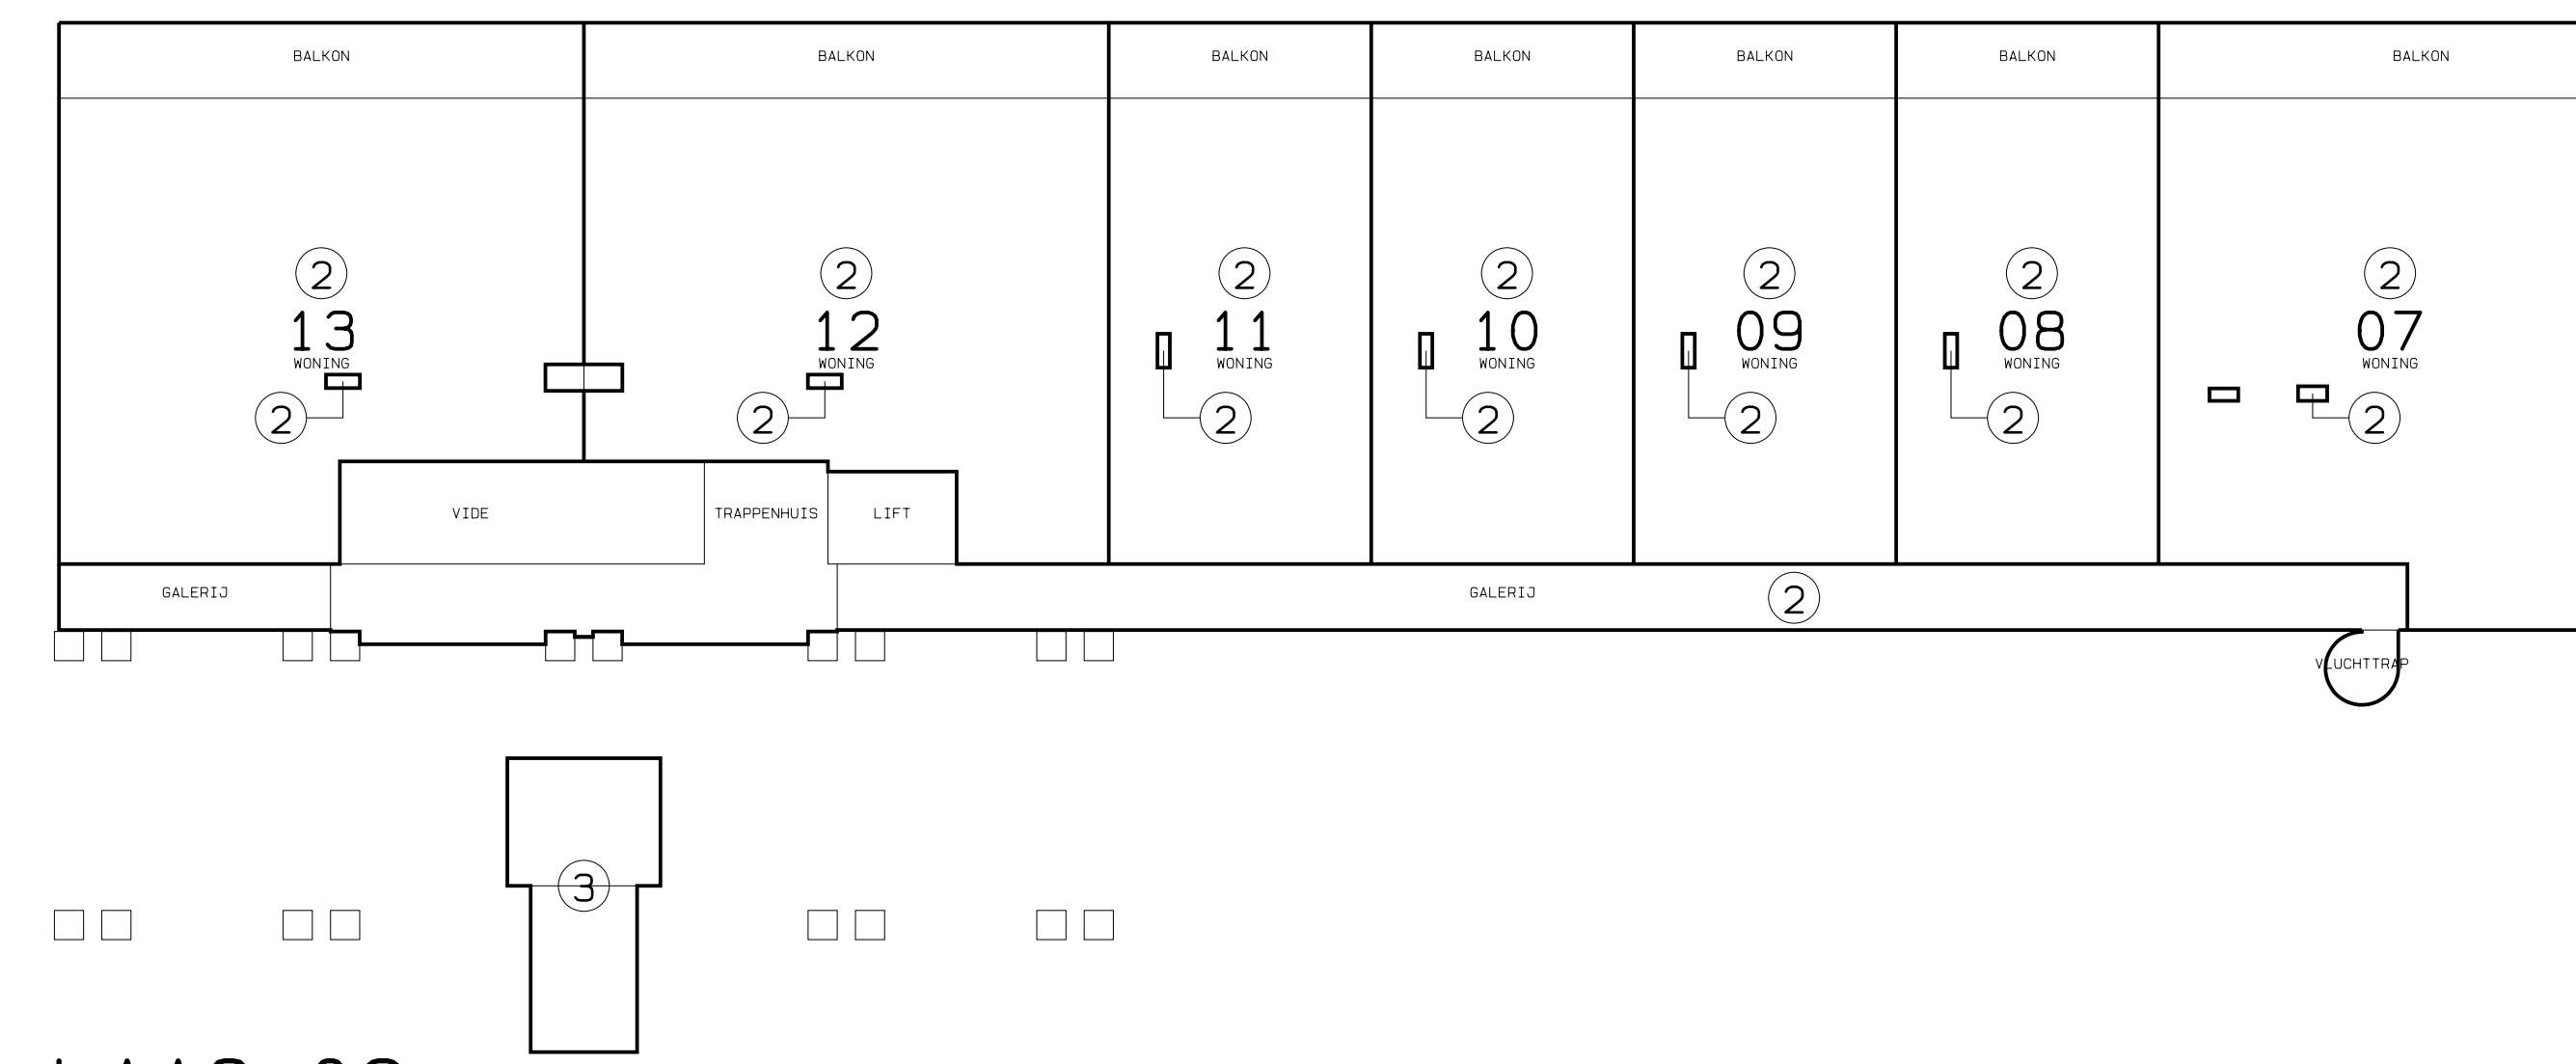 BALKON BALKON BALKON BALKON BALKON BALKON BALKON
2 2 2 2 2 2 2
13 12 11 10 09 08 07
WONING WONING WONING WONING WONING WONING WONING
2 2 2 2 2 2 2
VIDE TRAPPENHUIS LIFT
GALERIJ GALERIJ 2
VLUCHTTRAP
3